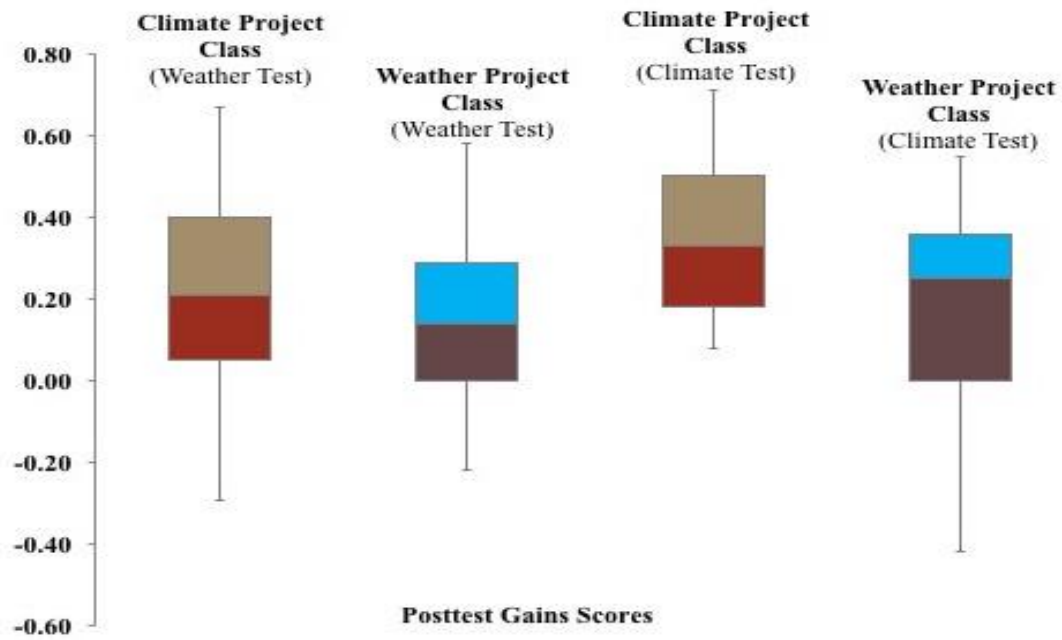 Climate Project
Class
(Weather Test)
Weather Project
Class
(Weather Test)
Climate Project
Class
(Climate Test)
Weather Project
Class
(Climate Test)
0.80
0.60
0.40
0.20
0.00
-0.20
-0.40
-0.60
Posttest Gains Scores